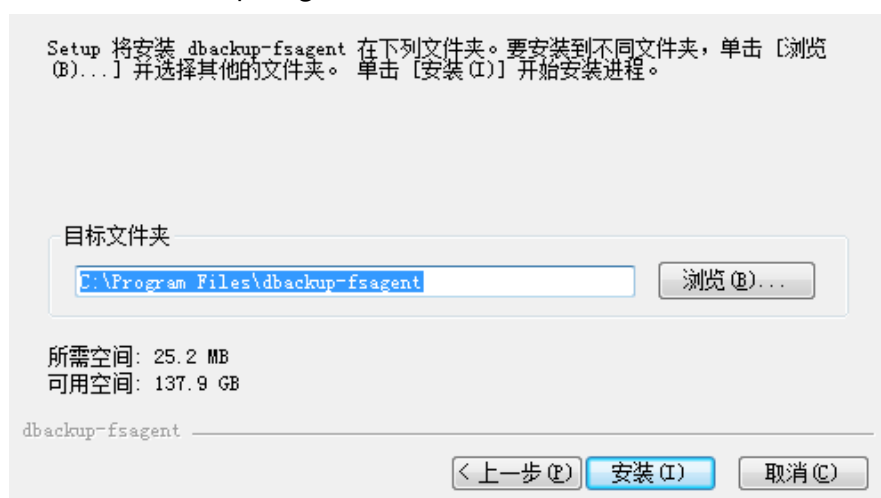 Setup 将安装 dbackup-fsagent 在下列文件夹。要安装到不同文件夹，单击 [浏览
(B)...] 并选择其他的文件夹。 单击 [安装(I)] 开始安装进程。
目标文件夹
C:\Program Files\dbackup-fsagent
浏览(B)...
所需空间: 25.2 MB
可用空间: 137.9 GB
dbackup-fsagent
< 上一步(P) 安装(I) 取消(C)